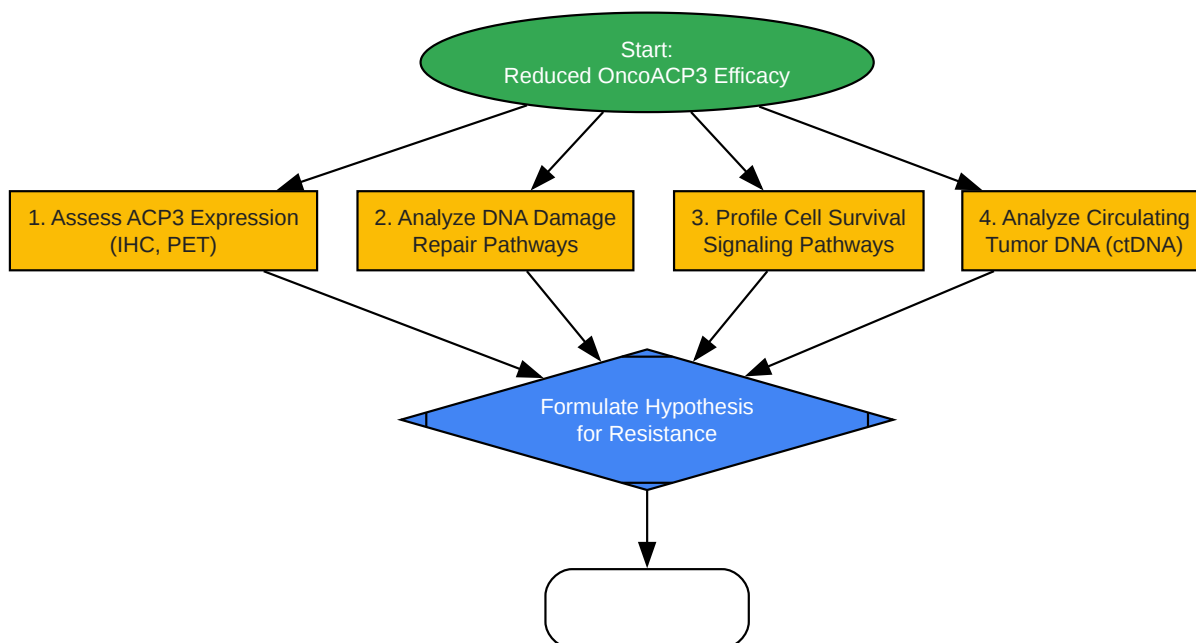 Start:
Reduced OncoACP3 Efficacy
1. Assess ACP3 Expression
(IHC, PET)
2. Analyze DNA Damage
Repair Pathways
3. Profile Cell Survival
Signaling Pathways
4. Analyze Circulating
Tumor DNA (ctDNA)
Formulate Hypothesis
for Resistance